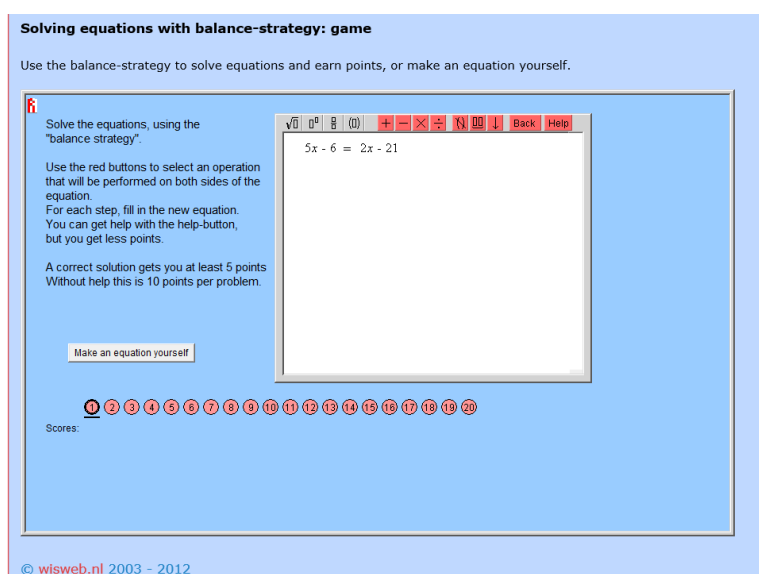 Solving equations with balance-strategy: game
Use the balance-strategy to solve equations and earn points, or make an equation yourself.
Solve the equations, using the
"balance strategy".
Use the red buttons to select an operation
that will be performed on both sides of the
equation.
For each step, fill in the new equation.
You can get help with the help-button,
but you get less points.
A correct solution gets you at least 5 points
Without help this is 10 points per problem.
Make an equation yourself
+ − × ÷ Back Help
5x - 6 = 2x - 21
1 2 3 4 5 6 7 8 9 10 11 12 13 14 15 16 17 18 19 20
Scores:
© wisweb.nl 2003 - 2012